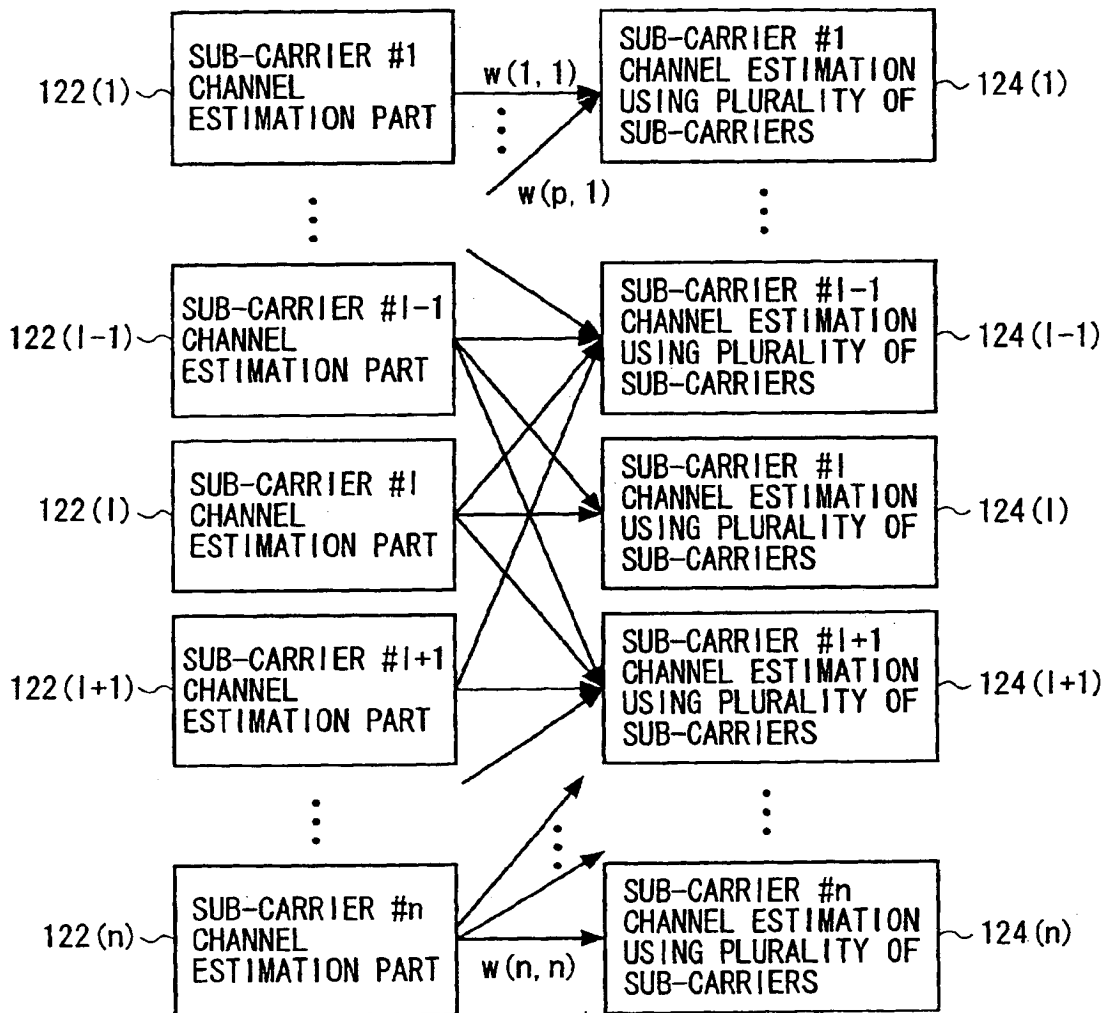 122(1)
SUB-CARRIER #1
CHANNEL
ESTIMATION PART
w(1, 1)
w(p, 1)
SUB-CARRIER #1
CHANNEL ESTIMATION
USING PLURALITY OF
SUB-CARRIERS
124(1)
122(l-1)
SUB-CARRIER #l-1
CHANNEL
ESTIMATION PART
SUB-CARRIER #l-1
CHANNEL ESTIMATION
USING PLURALITY OF
SUB-CARRIERS
124(l-1)
122(l)
SUB-CARRIER #l
CHANNEL
ESTIMATION PART
SUB-CARRIER #l
CHANNEL ESTIMATION
USING PLURALITY OF
SUB-CARRIERS
124(l)
122(l+1)
SUB-CARRIER #l+1
CHANNEL
ESTIMATION PART
SUB-CARRIER #l+1
CHANNEL ESTIMATION
USING PLURALITY OF
SUB-CARRIERS
124(l+1)
122(n)
SUB-CARRIER #n
CHANNEL
ESTIMATION PART
w(n, n)
SUB-CARRIER #n
CHANNEL ESTIMATION
USING PLURALITY OF
SUB-CARRIERS
124(n)